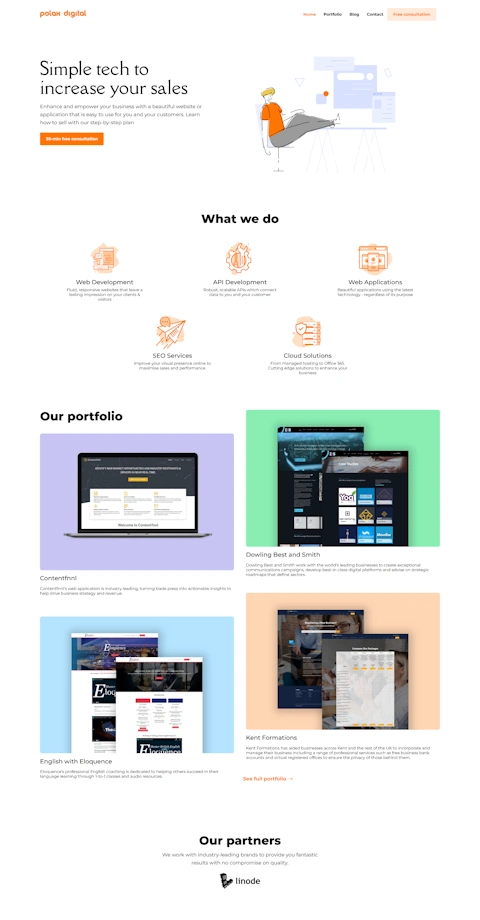 polax digital
Home
Portfolio
Blog
Contact
Free consultation
Simple tech to
increase your sales
Enhance and empower your business with a beautiful website or
application that is easy to use for you and your customers. Learn
how to sell with our step-by-step plan
30-min free consultation
What we do
Web Development
Fluid, responsive websites that leave a
lasting impression on your clients &
visitors
API Development
Robust, scalable APIs which connect
data to you and your customer
Web Applications
Beautiful applications using the latest
technology - regardless of its purpose
SEO Services
Improve your visual presence online to
maximise sales and performance
Cloud Solutions
From managed hosting to Office 365.
Cutting edge solutions to enhance your
business
Our portfolio
Welcome to Contentfnnl
Contentfnnl
Contentfnnl's web application is industry leading, turning trade press into actionable insights to
help drive business strategy and revenue.
Dowling Best and Smith
Dowling Best and Smith work with the world's leading businesses to create exceptional
communications campaigns, develop best-in-class digital platforms and advise on strategic
roadmaps that define sectors.
Eloquence
Eloquence
English with Eloquence
Eloquence's professional English coaching is dedicated to helping others succeed in their
language learning through 1-to-1 classes and audio resources.
Kent Formations
Kent Formations has aided businesses across Kent and the rest of the UK to incorporate and
manage their business including a range of professional services such as free business bank
accounts and virtual registered offices to ensure the privacy of those behind them.
See full portfolio →
Our partners
We work with industry-leading brands to provide you fantastic
results with no compromise on quality.
linode